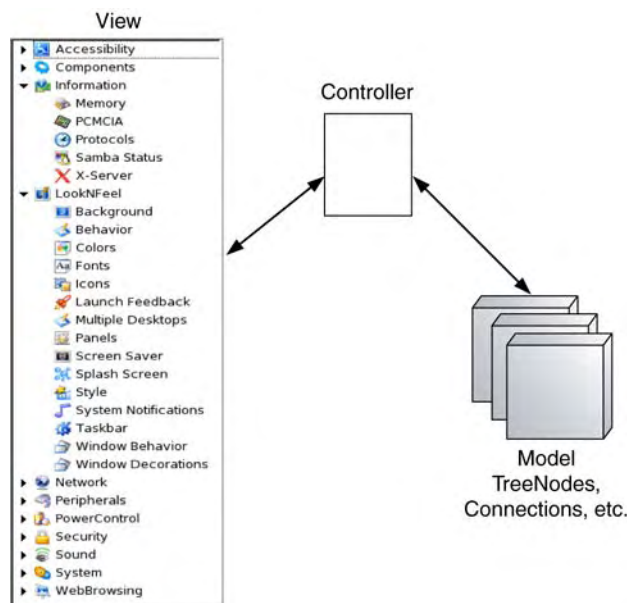 View
Accessibility
Components
Information
Memory
PCMCIA
Protocols
Samba Status
X-Server
LookNFeel
Background
Behavior
Colors
Aa Fonts
Icons
Launch Feedback
Multiple Desktops
Panels
Screen Saver
Splash Screen
Style
System Notifications
Taskbar
Window Behavior
Window Decorations
Network
Peripherals
PowerControl
Security
Sound
System
WebBrowsing
Controller
Model
TreeNodes,
Connections, etc.